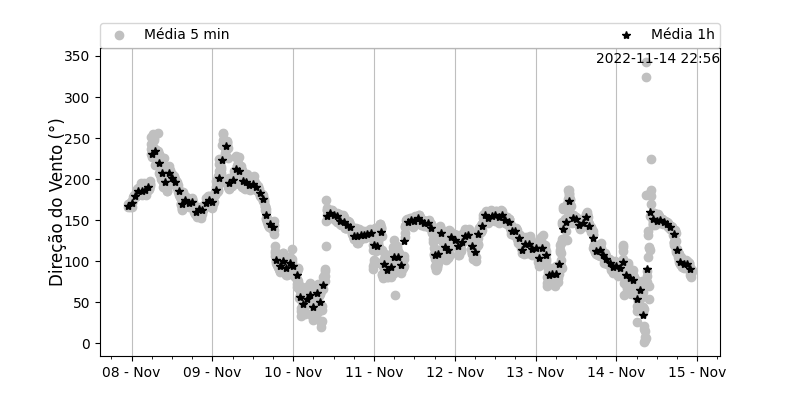 Média 5 min
Média 1h
2022-11-14 22:56
Direção do Vento (°)
350
300
250
200
150
100
50
0
08 - Nov
09 - Nov
10 - Nov
11 - Nov
12 - Nov
13 - Nov
14 - Nov
15 - Nov